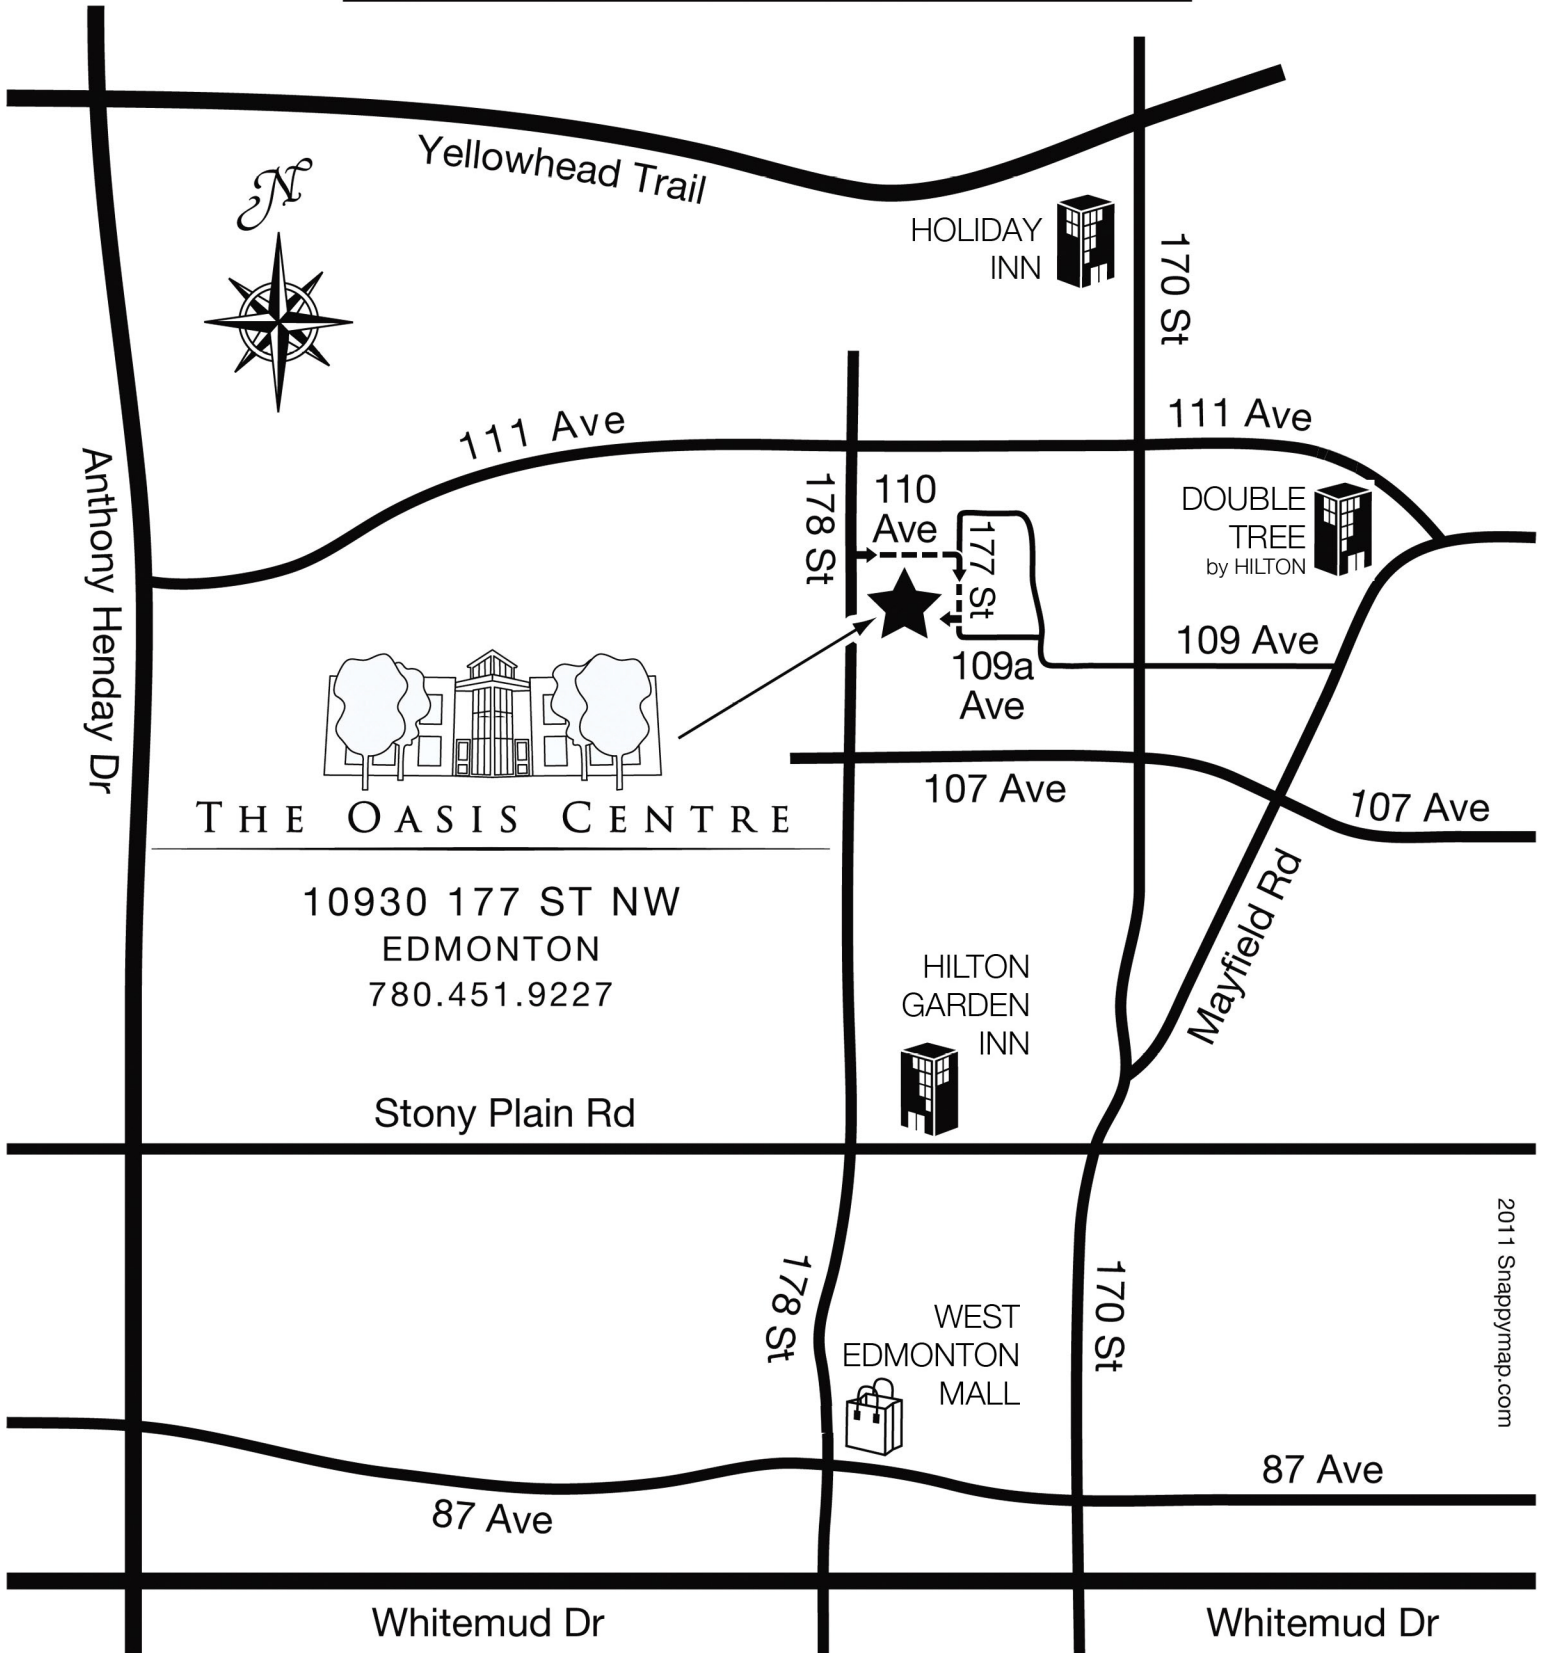 Yellowhead Trail
N
HOLIDAY
INN
170 St
111 Ave
111 Ave
Anthony Henday Dr
178 St
110
Ave
177 St
DOUBLE
TREE
by HILTON
109 Ave
109a
Ave
THE OASIS CENTRE
107 Ave
107 Ave
10930 177 ST NW
EDMONTON
780.451.9227
Mayfield Rd
HILTON
GARDEN
INN
Stony Plain Rd
178 St
170 St
WEST
EDMONTON
MALL
2011 Snappymap.com
87 Ave
87 Ave
Whitemud Dr
Whitemud Dr